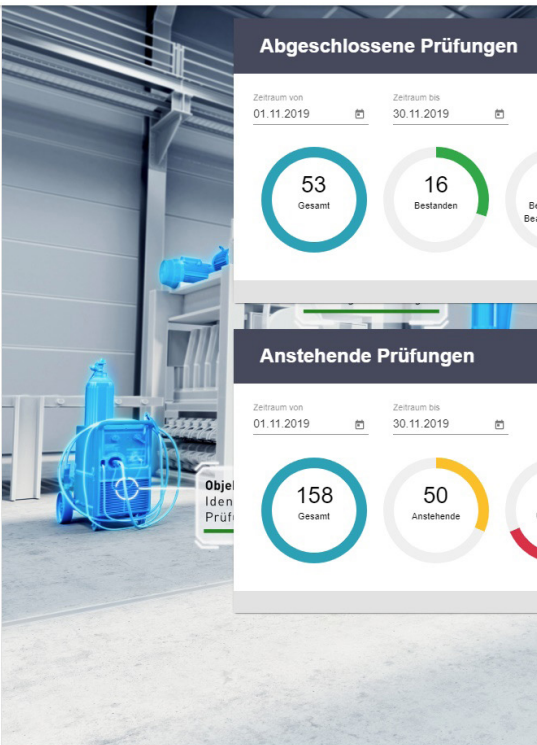 Abgeschlossene Prüfungen
Zeitraum von
Zeitraum bis
01.11.2019
30.11.2019
53
Gesamt
16
Bestanden
Anstehende Prüfungen
Zeitraum von
Zeitraum bis
01.11.2019
30.11.2019
158
Gesamt
50
Anstehende